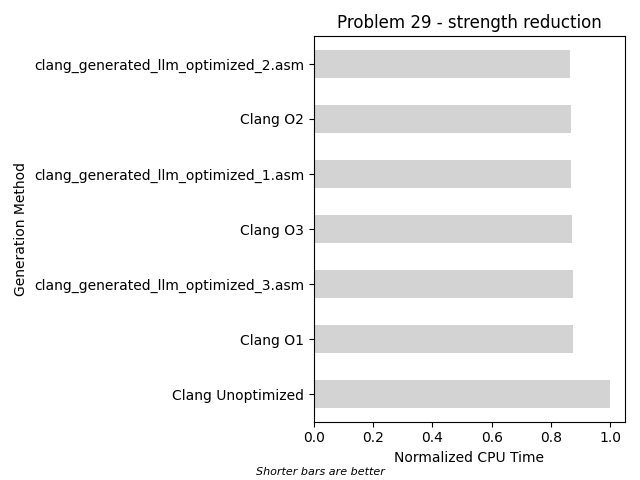 Problem 29 - strength reduction
clang_generated_llm_optimized_2.asm
Clang O2
clang_generated_llm_optimized_1.asm
Clang O3
clang_generated_llm_optimized_3.asm
Clang O1
Clang Unoptimized
Generation Method
0.0 0.2 0.4 0.6 0.8 1.0
Normalized CPU Time
Shorter bars are better